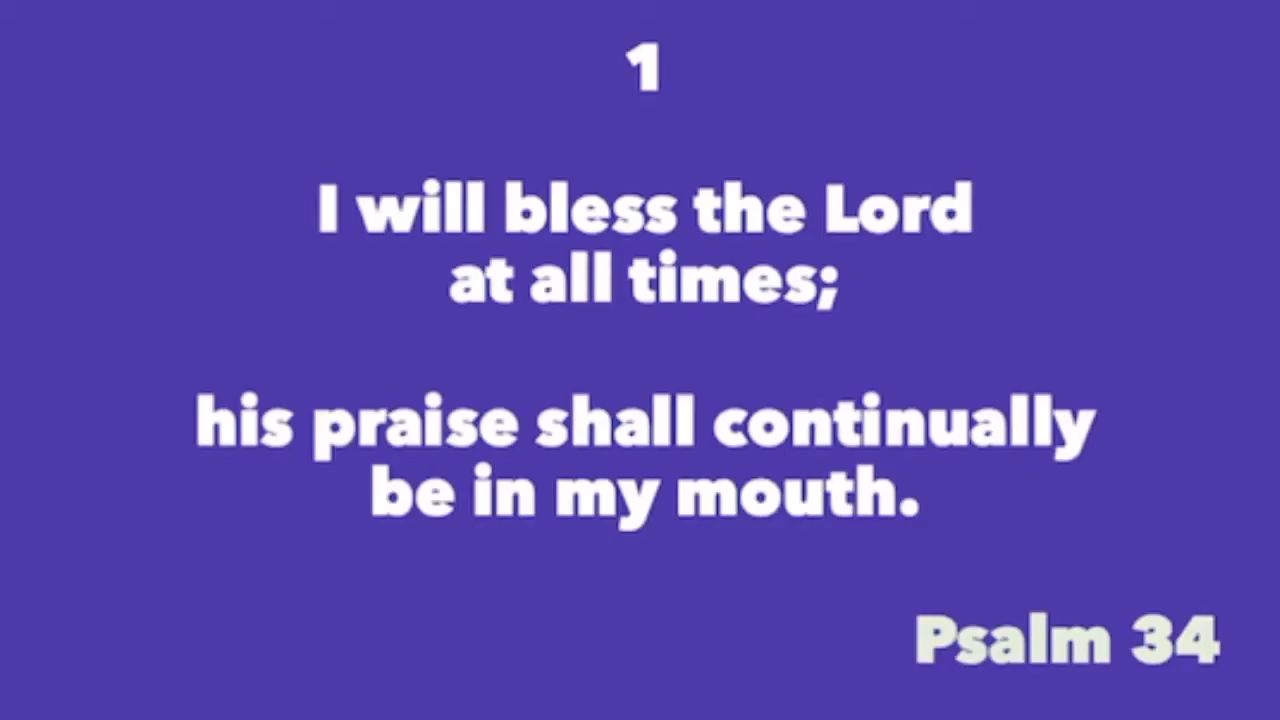 1
I will bless the Lord
at all times;
his praise shall continually
be in my mouth.
Psalm 34